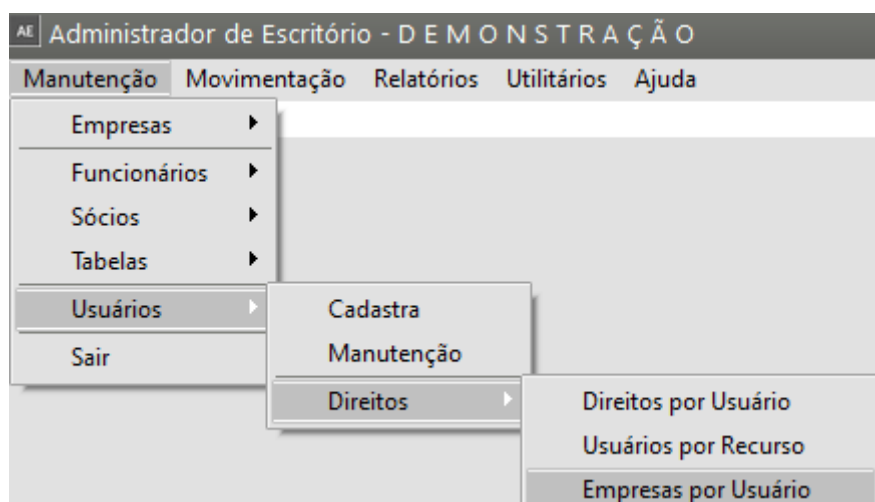 AE Administrador de Escritório - D E M O N S T R A Ç Ã O
Manutenção Movimentação Relatórios Utilitários Ajuda
Empresas
Funcionários
Sócios
Tabelas
Usuários
Sair
Cadastra
Manutenção
Direitos
Direitos por Usuário
Usuários por Recurso
Empresas por Usuário